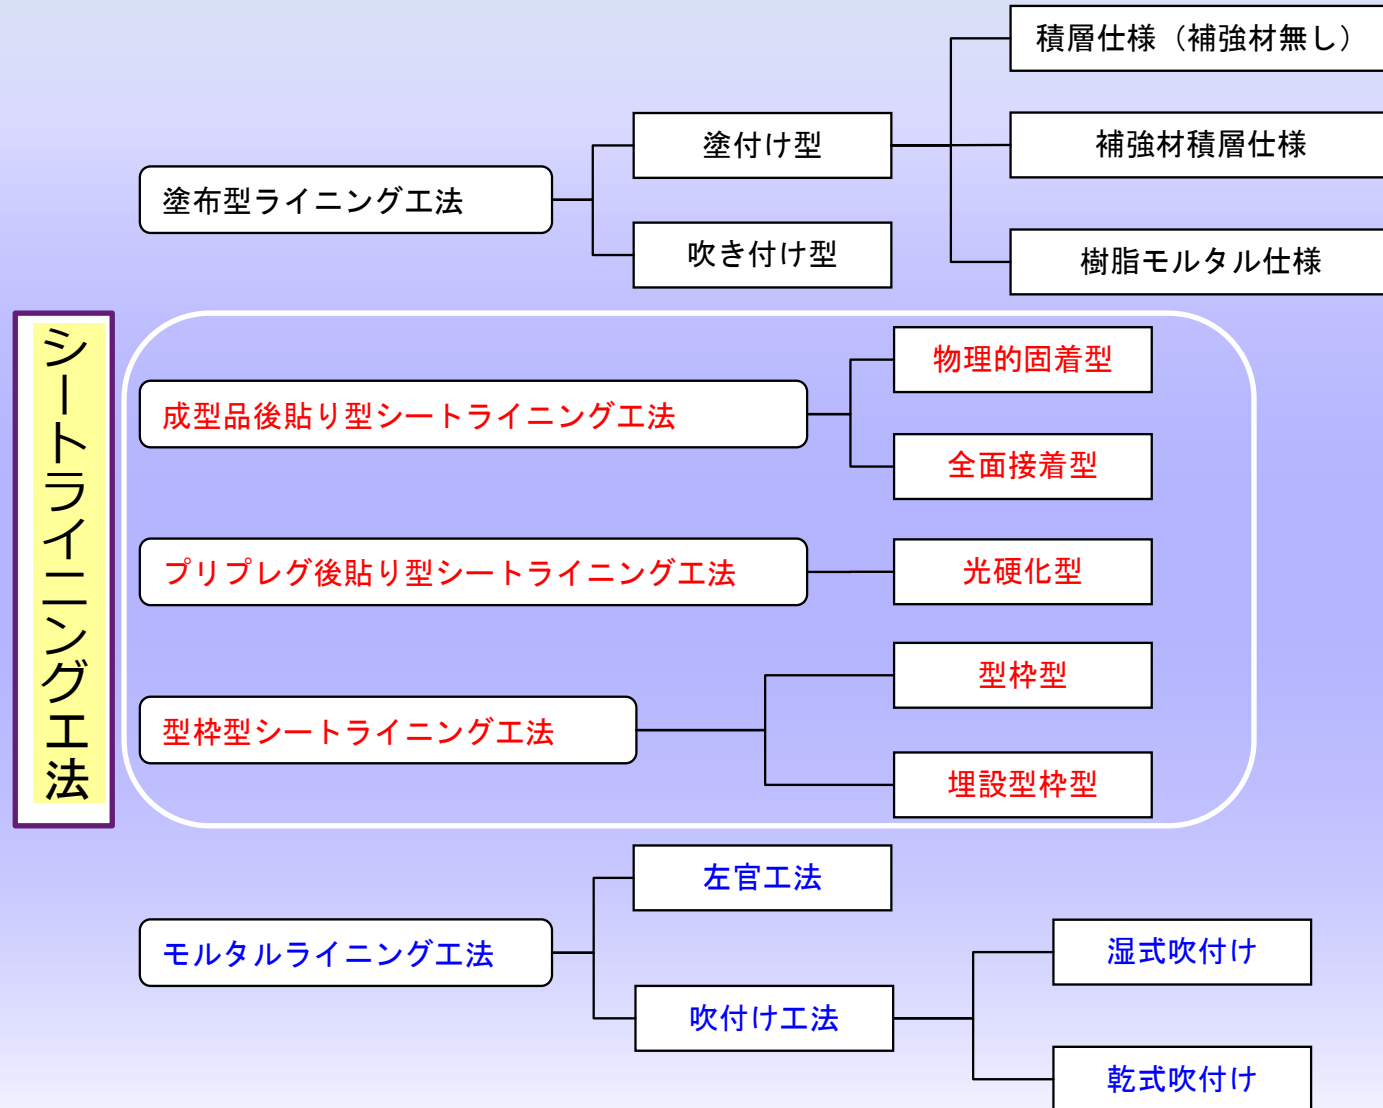 積層仕様（補強材無し）
塗付け型
補強材積層仕様
塗布型ライニング工法
吹き付け型
樹脂モルタル仕様
シートライニング工法
物理的固着型
成型品後貼り型シートライニング工法
全面接着型
プリプレグ後貼り型シートライニング工法
光硬化型
型枠型
型枠型シートライニング工法
埋設型枠型
左官工法
モルタルライニング工法
湿式吹付け
吹付け工法
乾式吹付け